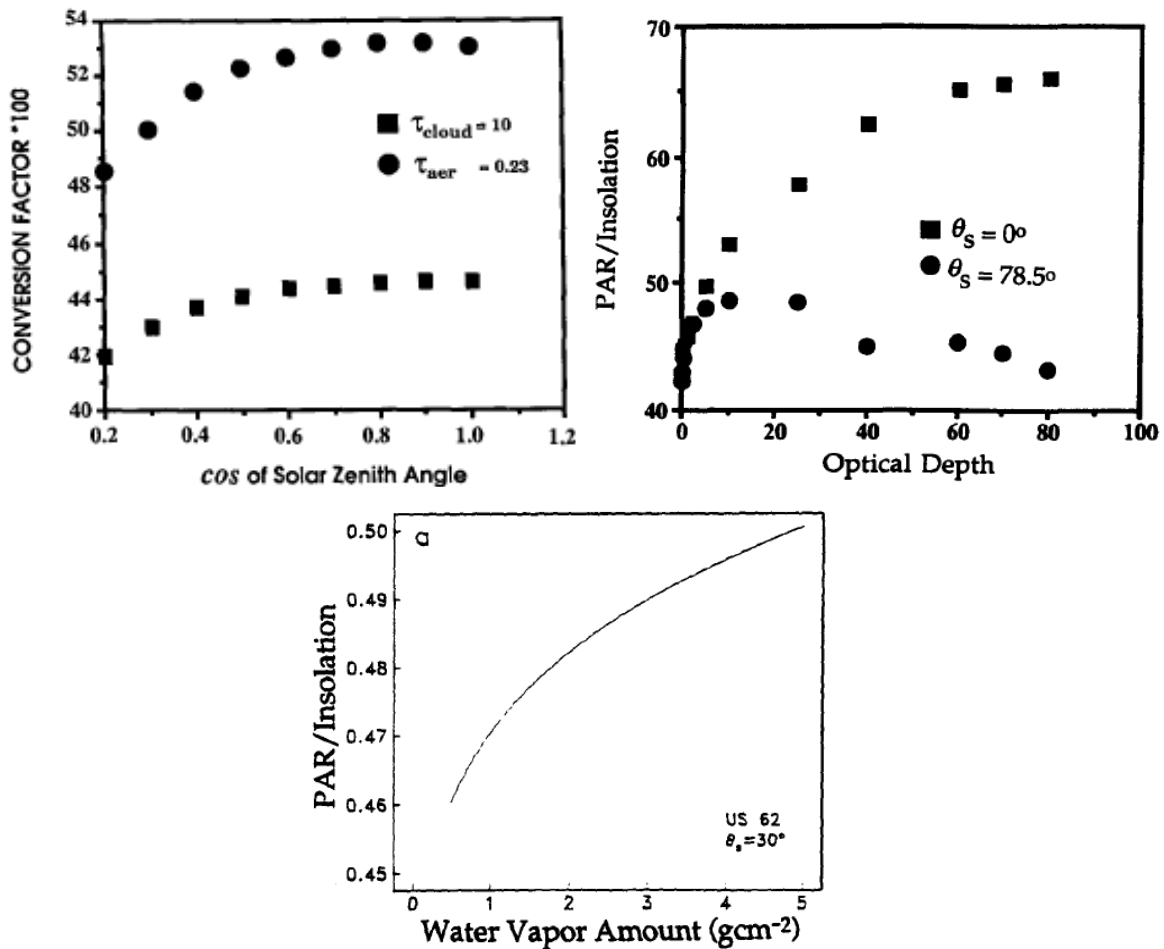 CONVERSION FACTOR *100
54
52
50
48
46
44
42
40
0.2
0.4
0.6
0.8
1.0
1.2
τcloud = 10
τaer = 0.23
cos of Solar Zenith Angle
PAR/Insolation
70
60
50
40
0
20
40
60
80
100
θS = 0º
θS = 78.5º
Optical Depth
a
PAR/Insolation
0.50
0.49
0.48
0.47
0.46
0.45
0
1
2
3
4
5
US 62
θs=30°
Water Vapor Amount (gcm⁻²)